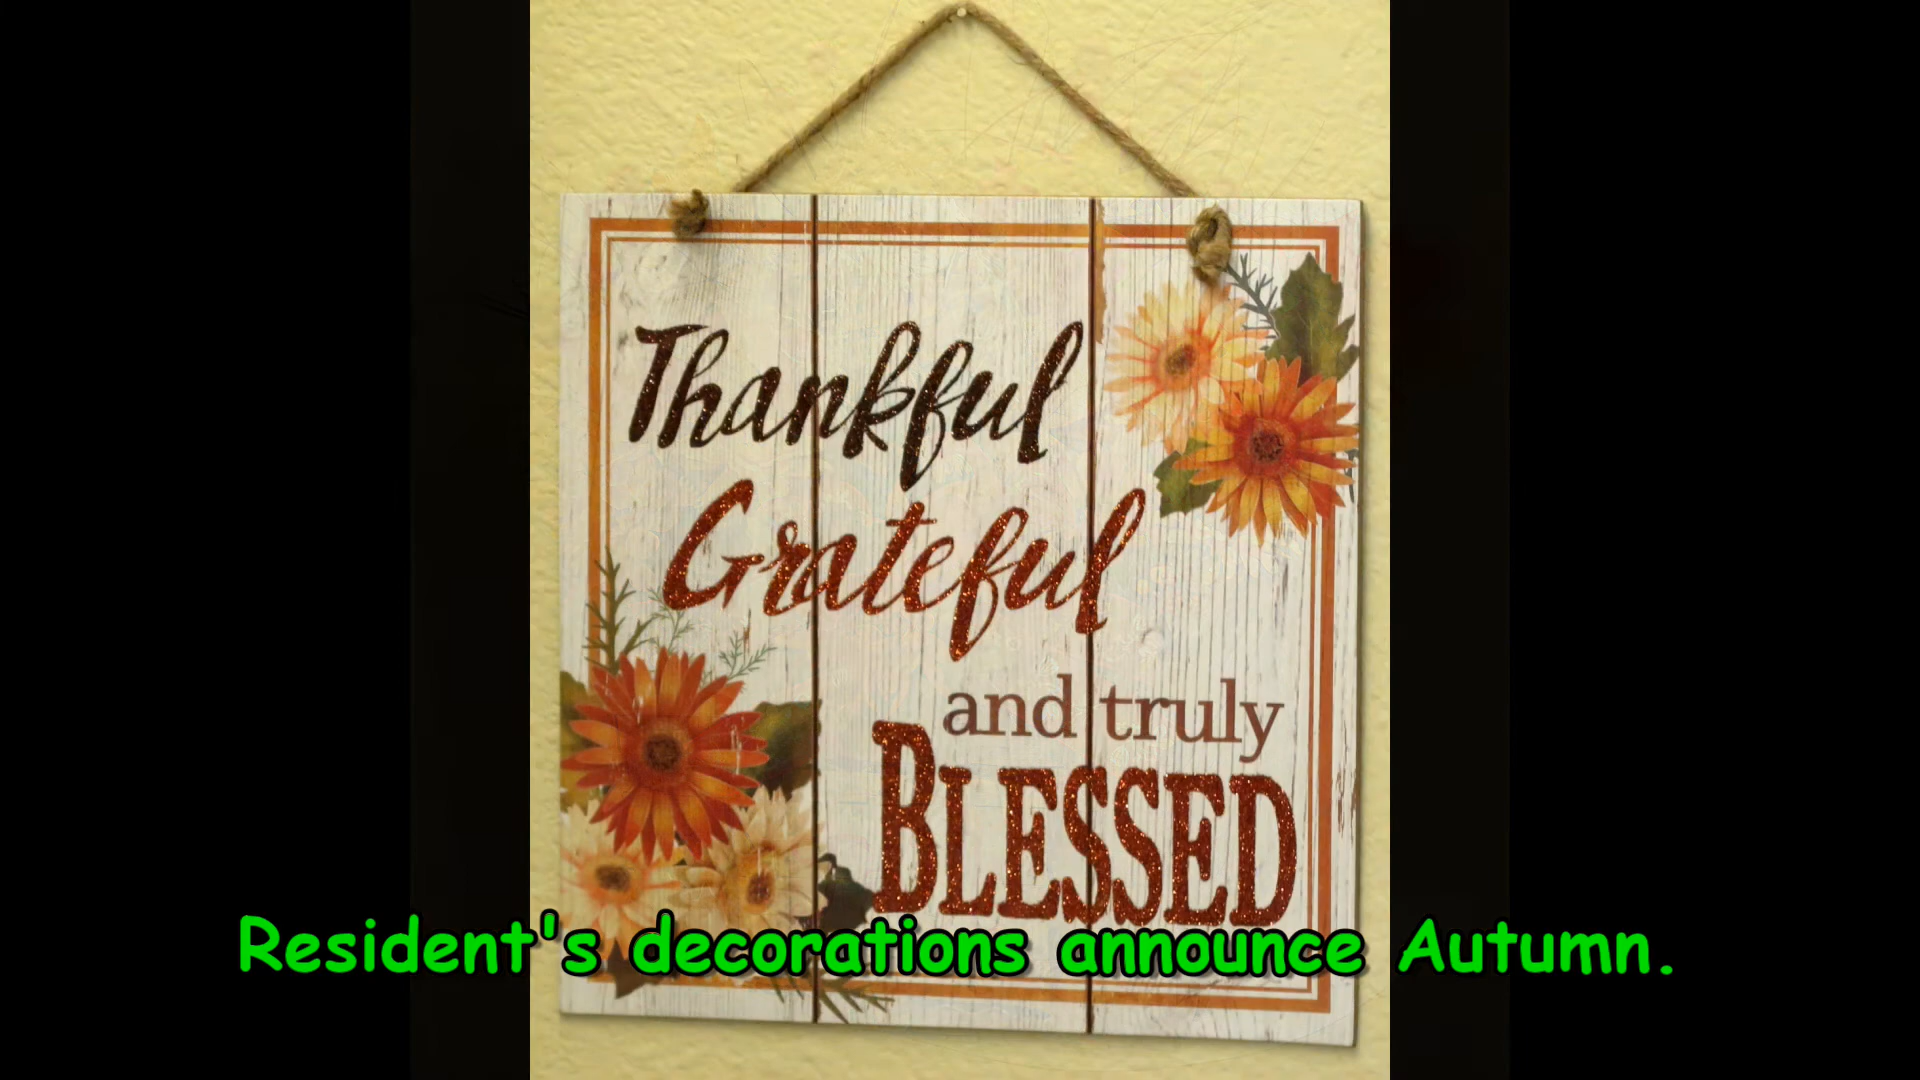 Thankful
Grateful
and truly
BLESSED
Resident's decorations announce Autumn.